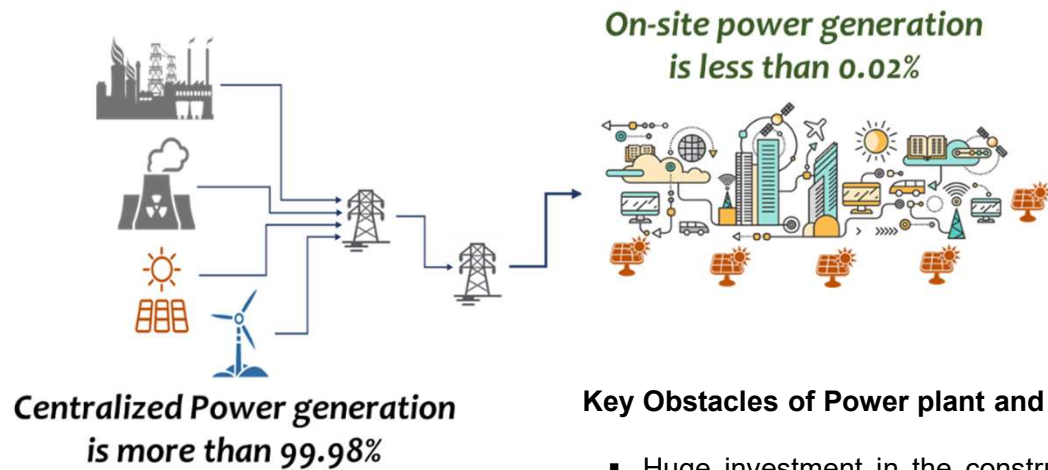 On-site power generation
is less than 0.02%
Centralized Power generation
is more than 99.98%
Key Obstacles of Power plant and
▪ Huge investment in the